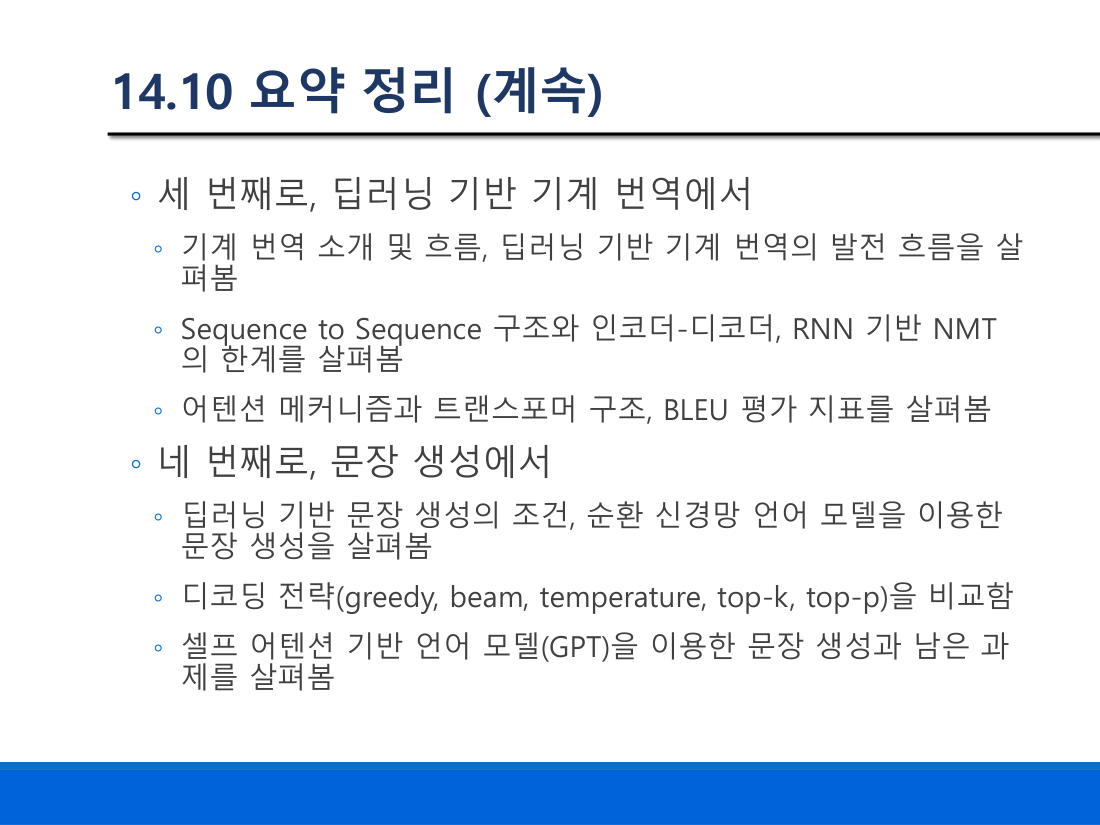 14.10 요약 정리 (계속)
◦ 세 번째로, 딥러닝 기반 기계 번역에서
◦ 기계 번역 소개 및 흐름, 딥러닝 기반 기계 번역의 발전 흐름을 살
펴봄
◦ Sequence to Sequence 구조와 인코더-디코더, RNN 기반 NMT
의 한계를 살펴봄
◦ 어텐션 메커니즘과 트랜스포머 구조, BLEU 평가 지표를 살펴봄
◦ 네 번째로, 문장 생성에서
◦ 딥러닝 기반 문장 생성의 조건, 순환 신경망 언어 모델을 이용한
문장 생성을 살펴봄
◦ 디코딩 전략(greedy, beam, temperature, top-k, top-p)을 비교함
◦ 셀프 어텐션 기반 언어 모델(GPT)을 이용한 문장 생성과 남은 과
제를 살펴봄